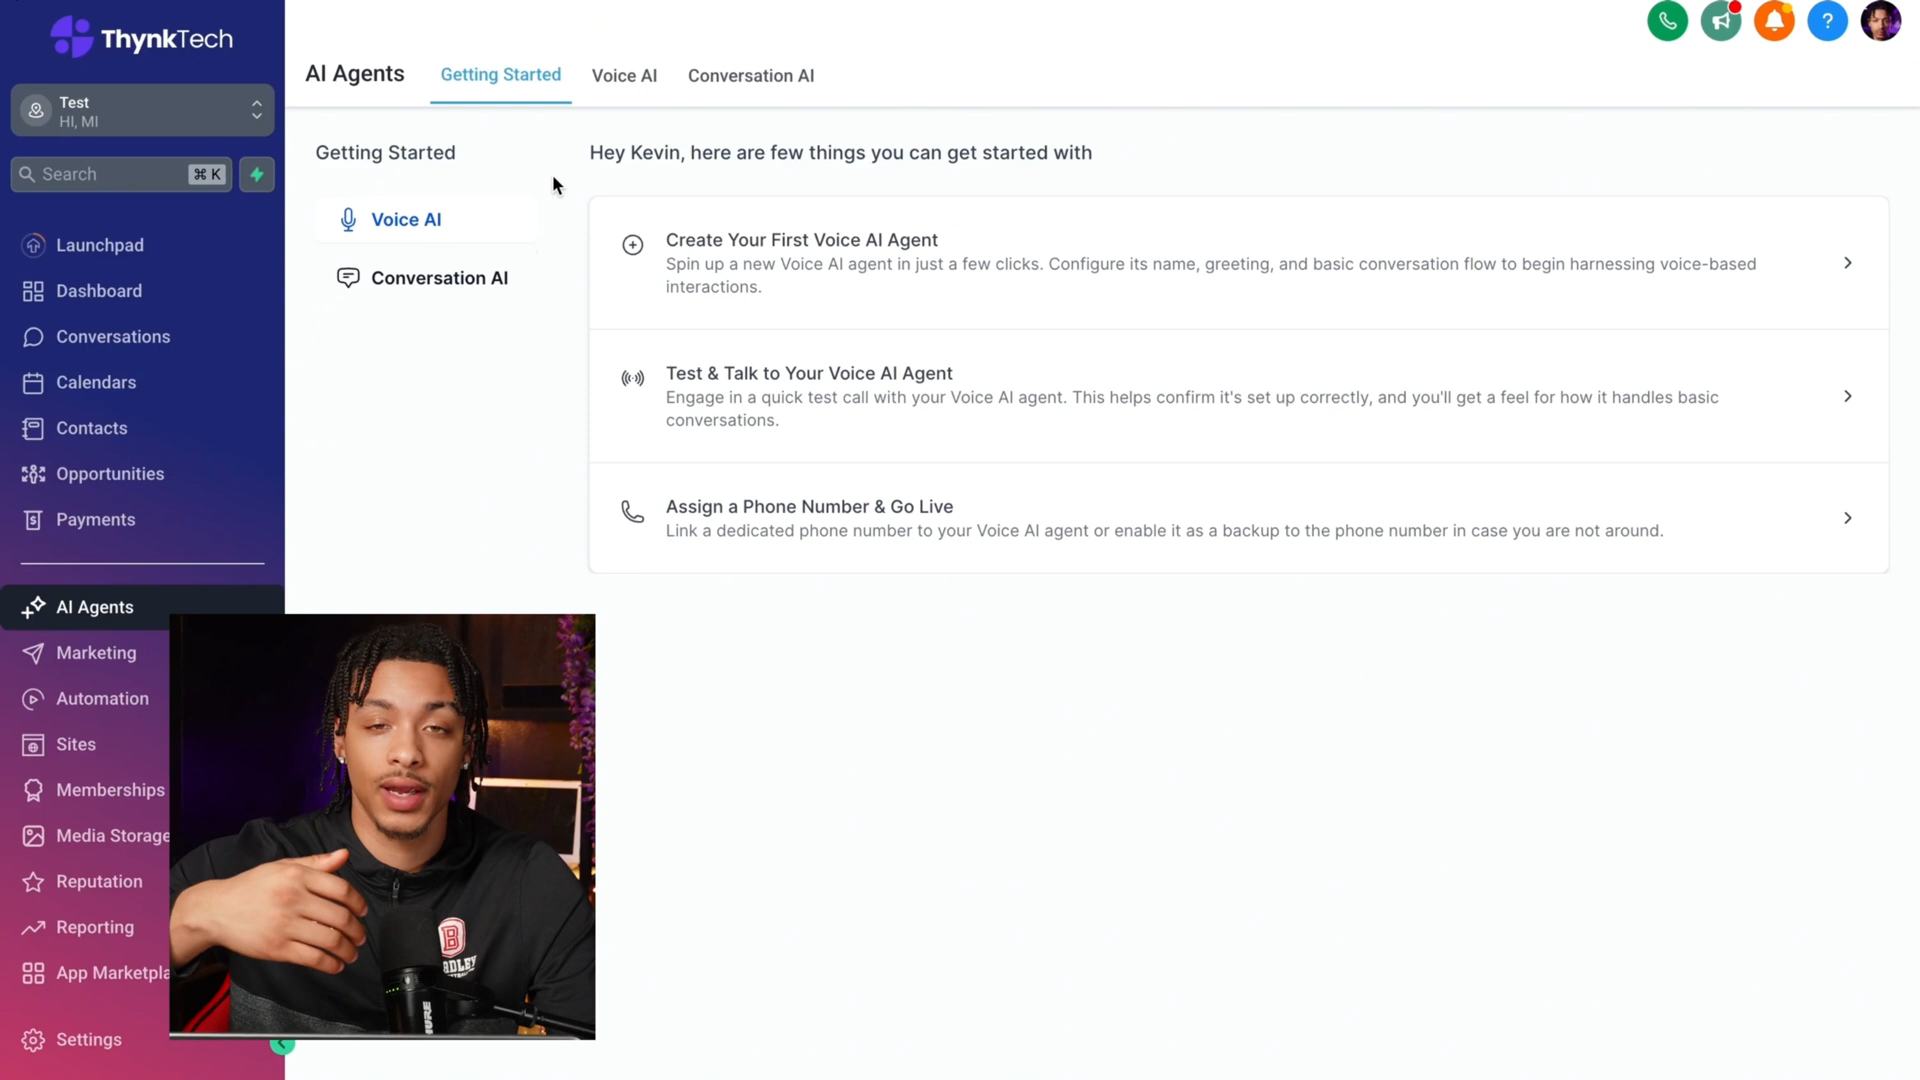 ThynkTech
Test
HI, MI
Search
⌘ K
Launchpad
Dashboard
Conversations
Calendars
Contacts
Opportunities
Payments
AI Agents
Marketing
Automation
Sites
Memberships
Media Storage
Reputation
Reporting
App Marketpla
Settings
AI Agents
Getting Started
Voice AI
Conversation AI
Getting Started
Voice AI
Conversation AI
Hey Kevin, here are few things you can get started with
Create Your First Voice AI Agent
Spin up a new Voice AI agent in just a few clicks. Configure its name, greeting, and basic conversation flow to begin harnessing voice-based
interactions.
Test & Talk to Your Voice AI Agent
Engage in a quick test call with your Voice AI agent. This helps confirm it's set up correctly, and you'll get a feel for how it handles basic
conversations.
Assign a Phone Number & Go Live
Link a dedicated phone number to your Voice AI agent or enable it as a backup to the phone number in case you are not around.
?
B
ADLEY
HURE